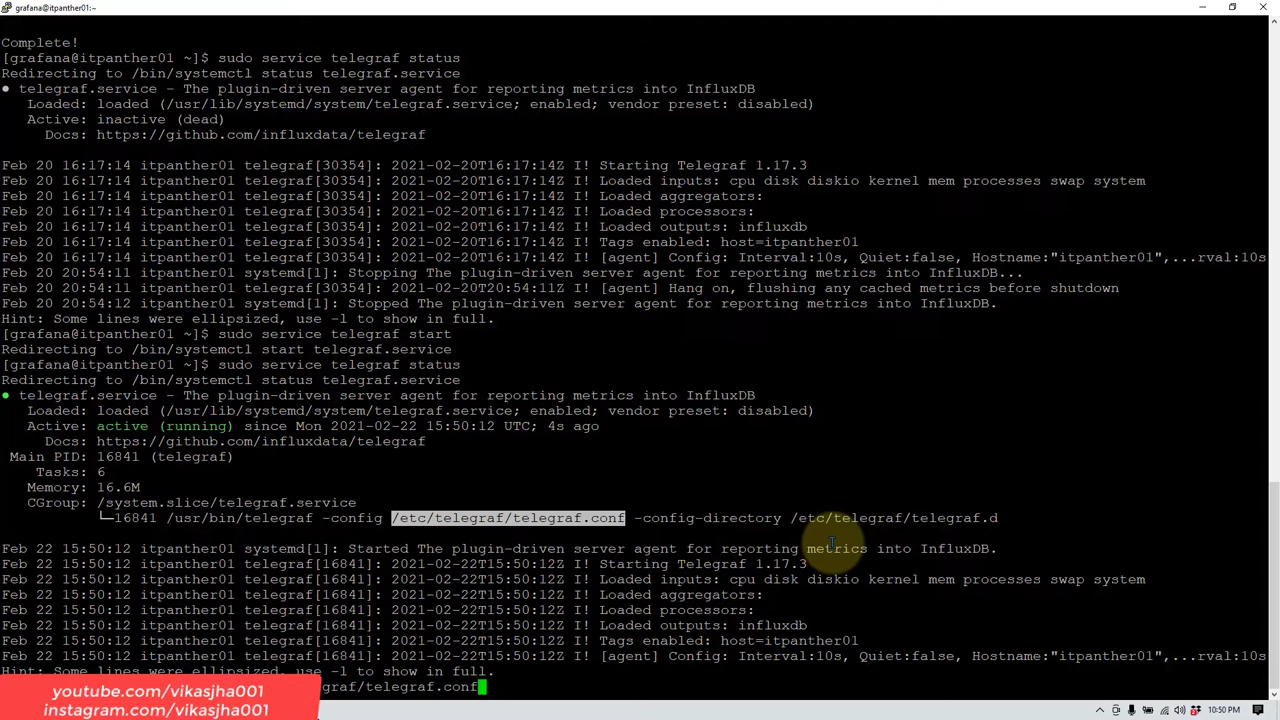 grafana@itpanther01:~
Complete!
[grafana@itpanther01 ~]$ sudo service telegraf status
Redirecting to /bin/systemctl status telegraf.service
● telegraf.service - The plugin-driven server agent for reporting metrics into InfluxDB
Loaded: loaded (/usr/lib/systemd/system/telegraf.service; enabled; vendor preset: disabled)
Active: inactive (dead)
Docs: https://github.com/influxdata/telegraf
Feb 20 16:17:14 itpanther01 telegraf[30354]: 2021-02-20T16:17:14Z I! Starting Telegraf 1.17.3
Feb 20 16:17:14 itpanther01 telegraf[30354]: 2021-02-20T16:17:14Z I! Loaded inputs: cpu disk diskio kernel mem processes swap system
Feb 20 16:17:14 itpanther01 telegraf[30354]: 2021-02-20T16:17:14Z I! Loaded aggregators:
Feb 20 16:17:14 itpanther01 telegraf[30354]: 2021-02-20T16:17:14Z I! Loaded processors:
Feb 20 16:17:14 itpanther01 telegraf[30354]: 2021-02-20T16:17:14Z I! Loaded outputs: influxdb
Feb 20 16:17:14 itpanther01 telegraf[30354]: 2021-02-20T16:17:14Z I! Tags enabled: host=itpanther01
Feb 20 16:17:14 itpanther01 telegraf[30354]: 2021-02-20T16:17:14Z I! [agent] Config: Interval:10s, Quiet:false, Hostname:"itpanther01",...rval:10s
Feb 20 20:54:11 itpanther01 systemd[1]: Stopping The plugin-driven server agent for reporting metrics into InfluxDB...
Feb 20 20:54:11 itpanther01 telegraf[30354]: 2021-02-20T20:54:11Z I! [agent] Hang on, flushing any cached metrics before shutdown
Feb 20 20:54:12 itpanther01 systemd[1]: Stopped The plugin-driven server agent for reporting metrics into InfluxDB.
Hint: Some lines were ellipsized, use -l to show in full.
[grafana@itpanther01 ~]$ sudo service telegraf start
Redirecting to /bin/systemctl start telegraf.service
[grafana@itpanther01 ~]$ sudo service telegraf status
Redirecting to /bin/systemctl status telegraf.service
● telegraf.service - The plugin-driven server agent for reporting metrics into InfluxDB
Loaded: loaded (/usr/lib/systemd/system/telegraf.service; enabled; vendor preset: disabled)
Active: active (running) since Mon 2021-02-22 15:50:12 UTC; 4s ago
Docs: https://github.com/influxdata/telegraf
Main PID: 16841 (telegraf)
Tasks: 6
Memory: 16.6M
CGroup: /system.slice/telegraf.service
└─16841 /usr/bin/telegraf -config /etc/telegraf/telegraf.conf -config-directory /etc/telegraf/telegraf.d
Feb 22 15:50:12 itpanther01 systemd[1]: Started The plugin-driven server agent for reporting metrics into InfluxDB.
Feb 22 15:50:12 itpanther01 telegraf[16841]: 2021-02-22T15:50:12Z I! Starting Telegraf 1.17.3
Feb 22 15:50:12 itpanther01 telegraf[16841]: 2021-02-22T15:50:12Z I! Loaded inputs: cpu disk diskio kernel mem processes swap system
Feb 22 15:50:12 itpanther01 telegraf[16841]: 2021-02-22T15:50:12Z I! Loaded aggregators:
Feb 22 15:50:12 itpanther01 telegraf[16841]: 2021-02-22T15:50:12Z I! Loaded processors:
Feb 22 15:50:12 itpanther01 telegraf[16841]: 2021-02-22T15:50:12Z I! Loaded outputs: influxdb
Feb 22 15:50:12 itpanther01 telegraf[16841]: 2021-02-22T15:50:12Z I! Tags enabled: host=itpanther01
Feb 22 15:50:12 itpanther01 telegraf[16841]: 2021-02-22T15:50:12Z I! [agent] Config: Interval:10s, Quiet:false, Hostname:"itpanther01",...rval:10s
Hint: Some lines were ellipsized, use -l to show in full.
graf/telegraf.conf
youtube.com/vikasjha001
instagram.com/vikasjha001
10:50 PM